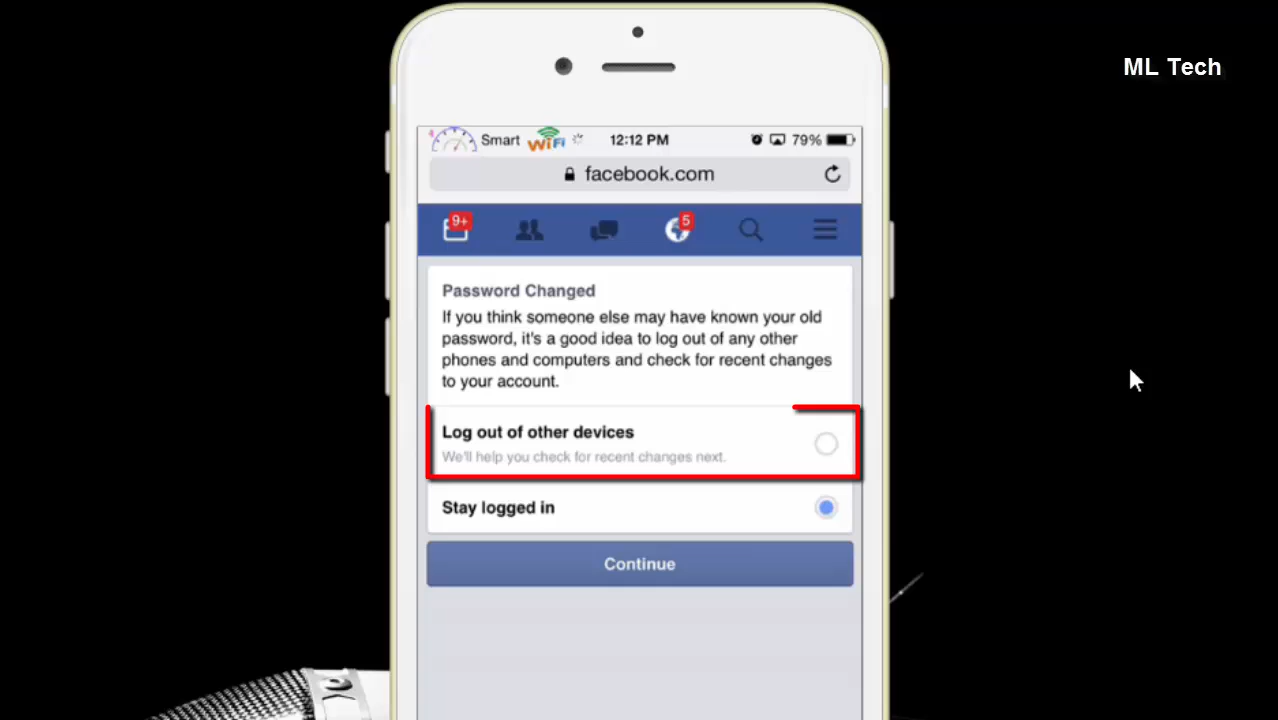 ML Tech
Smart WiFi 12:12 PM 79%
facebook.com
9+ 5
Password Changed
If you think someone else may have known your old
password, it's a good idea to log out of any other
phones and computers and check for recent changes
to your account.
Log out of other devices
We'll help you check for recent changes next.
Stay logged in
Continue